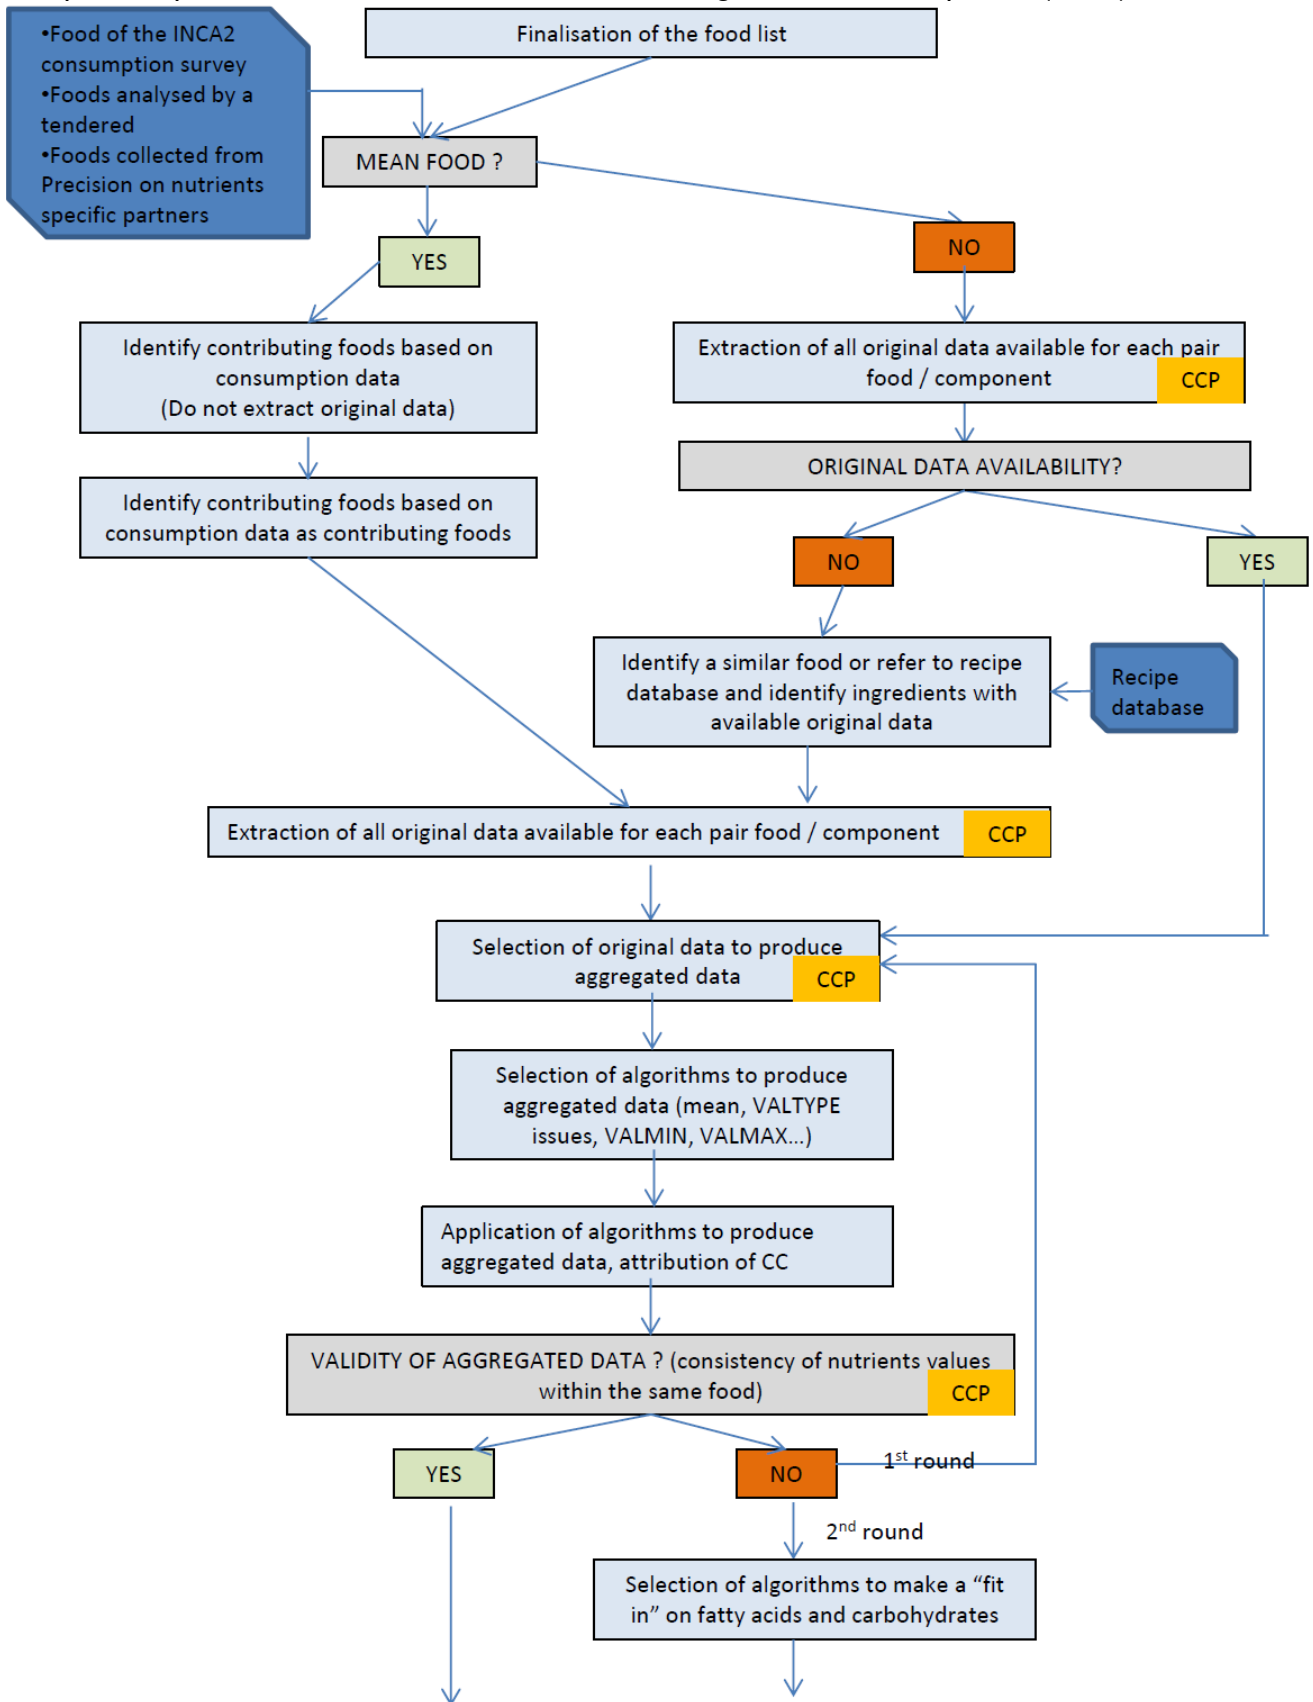 •Food of the INCA2
consumption survey
•Foods analysed by a
tendered
•Foods collected from
Precision on nutrients
specific partners
Finalisation of the food list
MEAN FOOD ?
YES
NO
Identify contributing foods based on
consumption data
(Do not extract original data)
Extraction of all original data available for each pair
food / component
CCP
Identify contributing foods based on
consumption data as contributing foods
ORIGINAL DATA AVAILABILITY?
NO
YES
Identify a similar food or refer to recipe
database and identify ingredients with
available original data
Recipe
database
Extraction of all original data available for each pair food / component
CCP
Selection of original data to produce
aggregated data
CCP
Selection of algorithms to produce
aggregated data (mean, VALTYPE
issues, VALMIN, VALMAX...)
Application of algorithms to produce
aggregated data, attribution of CC
VALIDITY OF AGGREGATED DATA ? (consistency of nutrients values
within the same food)
CCP
YES
NO
1st round
2nd round
Selection of algorithms to make a “fit
in” on fatty acids and carbohydrates